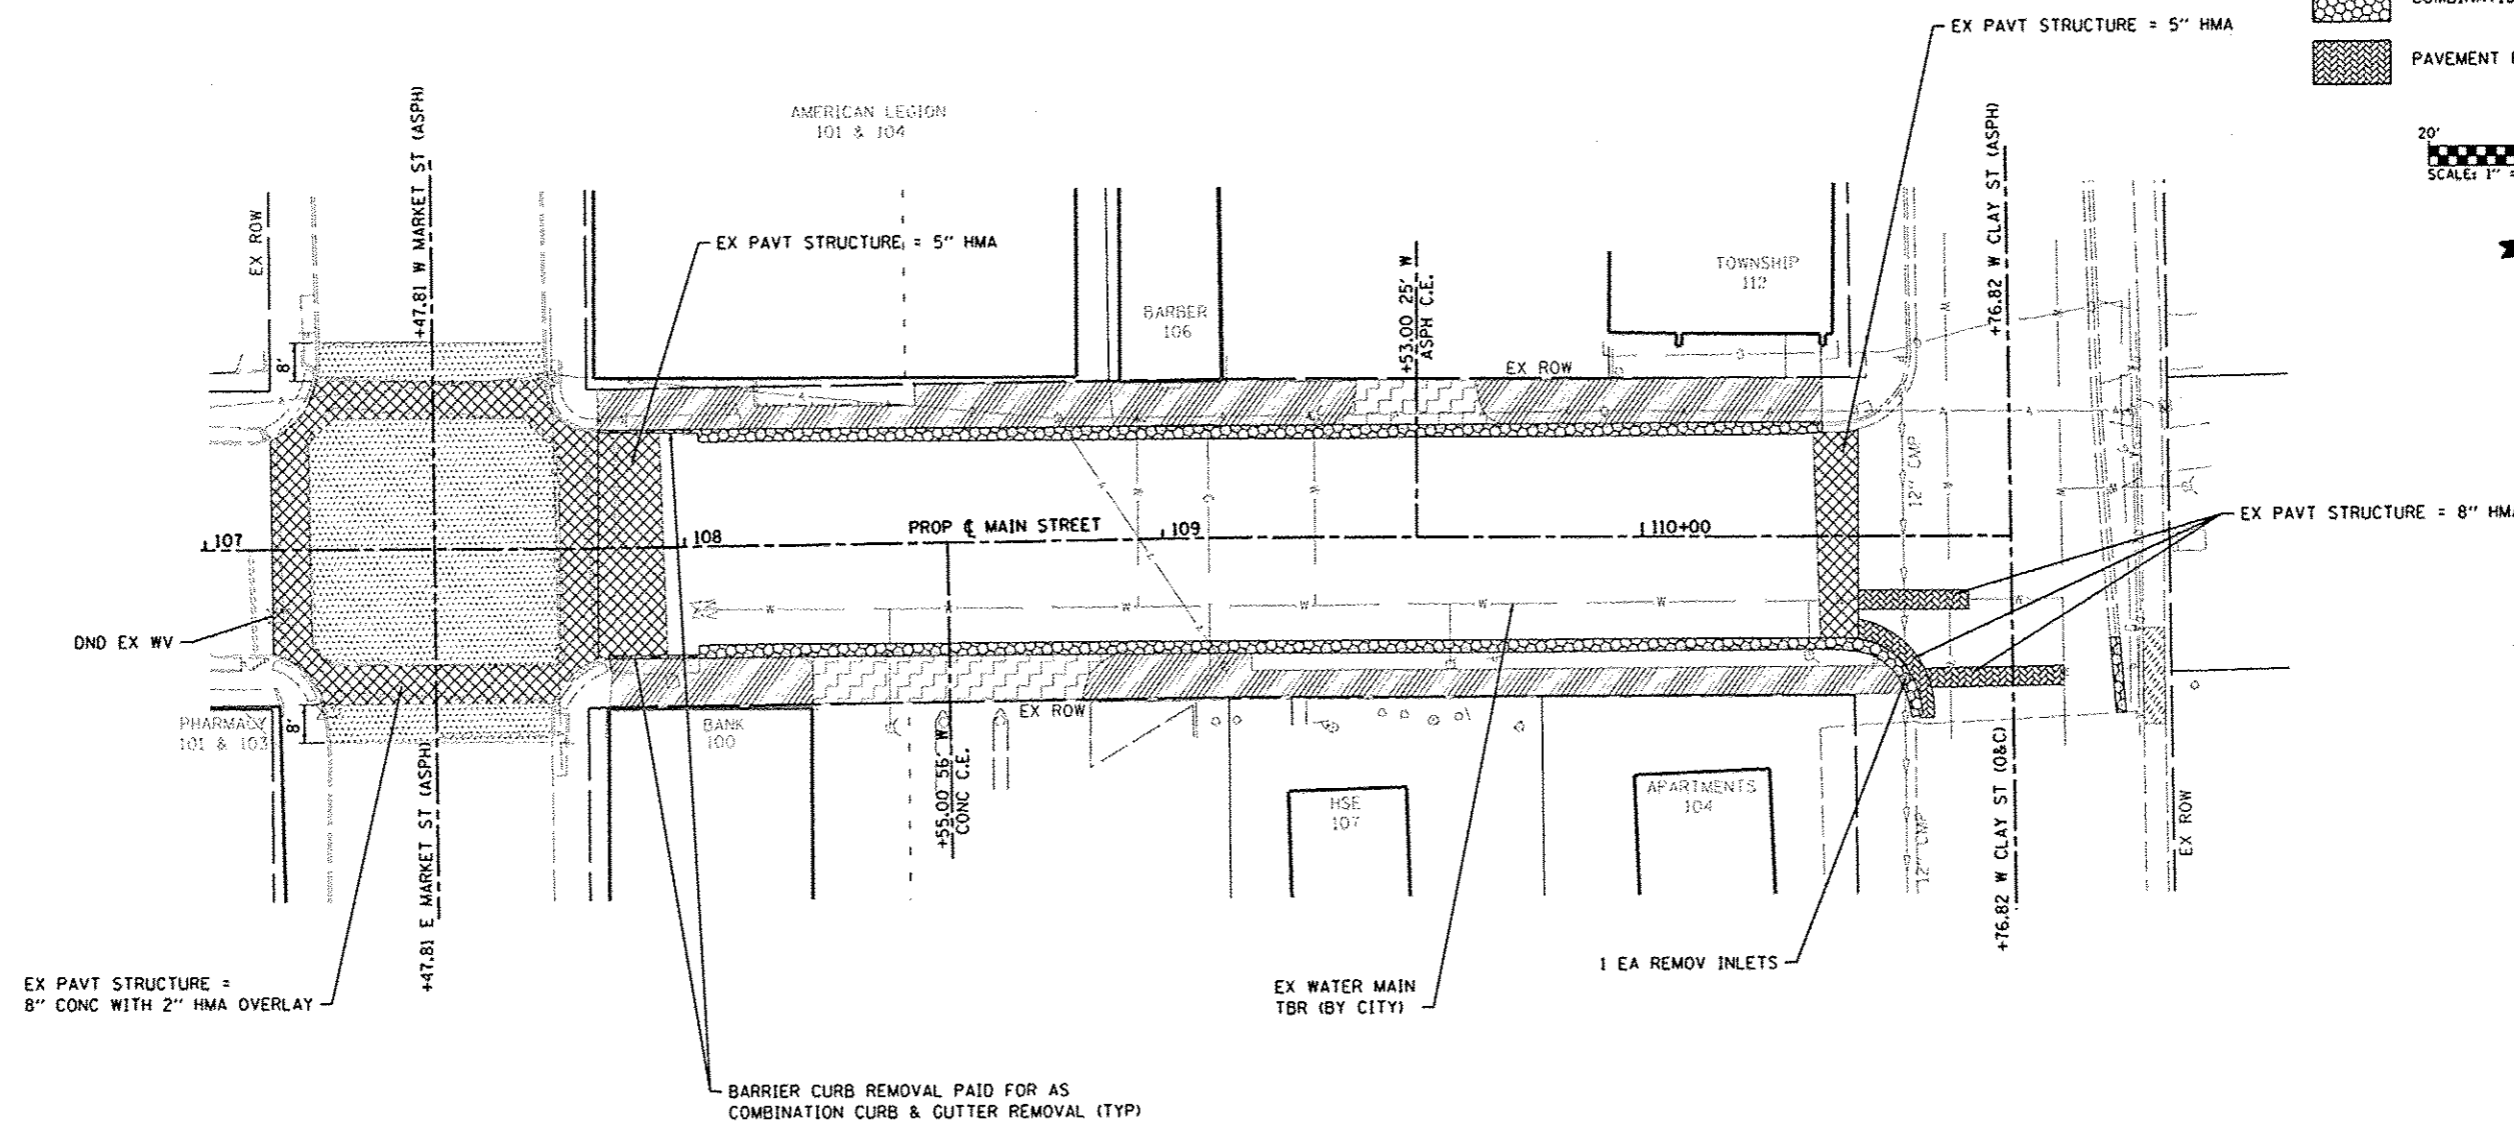 EX PAVT STRUCTURE = 5" HMA
PAVEMENT
20'
SCALE: 1" =
AMERICAN LEGION
101 & 104
+47.81 W MARKET ST (ASPH)
+76.82 W CLAY ST (ASPH)
EX ROW
EX PAVT STRUCTURE = 5" HMA
TOWNSHIP
112
BARBER
106
+53.00 25' W
ASPH C.E.
8'
EX ROW
12" CMP
107
108
PROP ℄ MAIN STREET
109
110+00
EX PAVT STRUCTURE = 8" HMA
DND EX WV
PHARMACY
101 & 103
8'
BANK
100
EX ROW
+55.00 56' W
CONC C.E.
HSE
107
APARTMENTS
104
12" CMP
+47.81 E MARKET ST (ASPH)
+76.82 W CLAY ST (O&C)
EX ROW
EX PAVT STRUCTURE =
8" CONC WITH 2" HMA OVERLAY
EX WATER MAIN
TBR (BY CITY)
1 EA REMOV INLETS
BARRIER CURB REMOVAL PAID FOR AS
COMBINATION CURB & GUTTER REMOVAL (TYP)